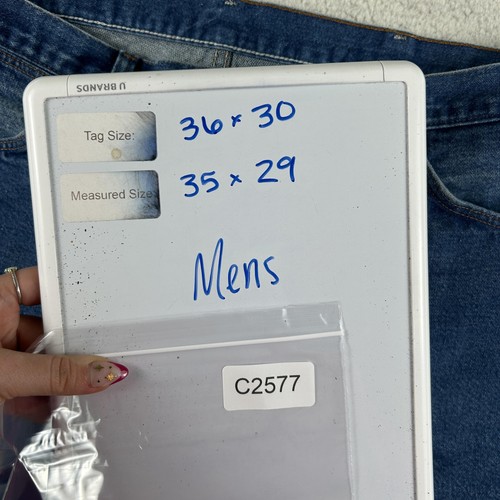 U BRANDS
Tag Size: 36 x 30
Measured Size 35 x 29
Mens
C2577